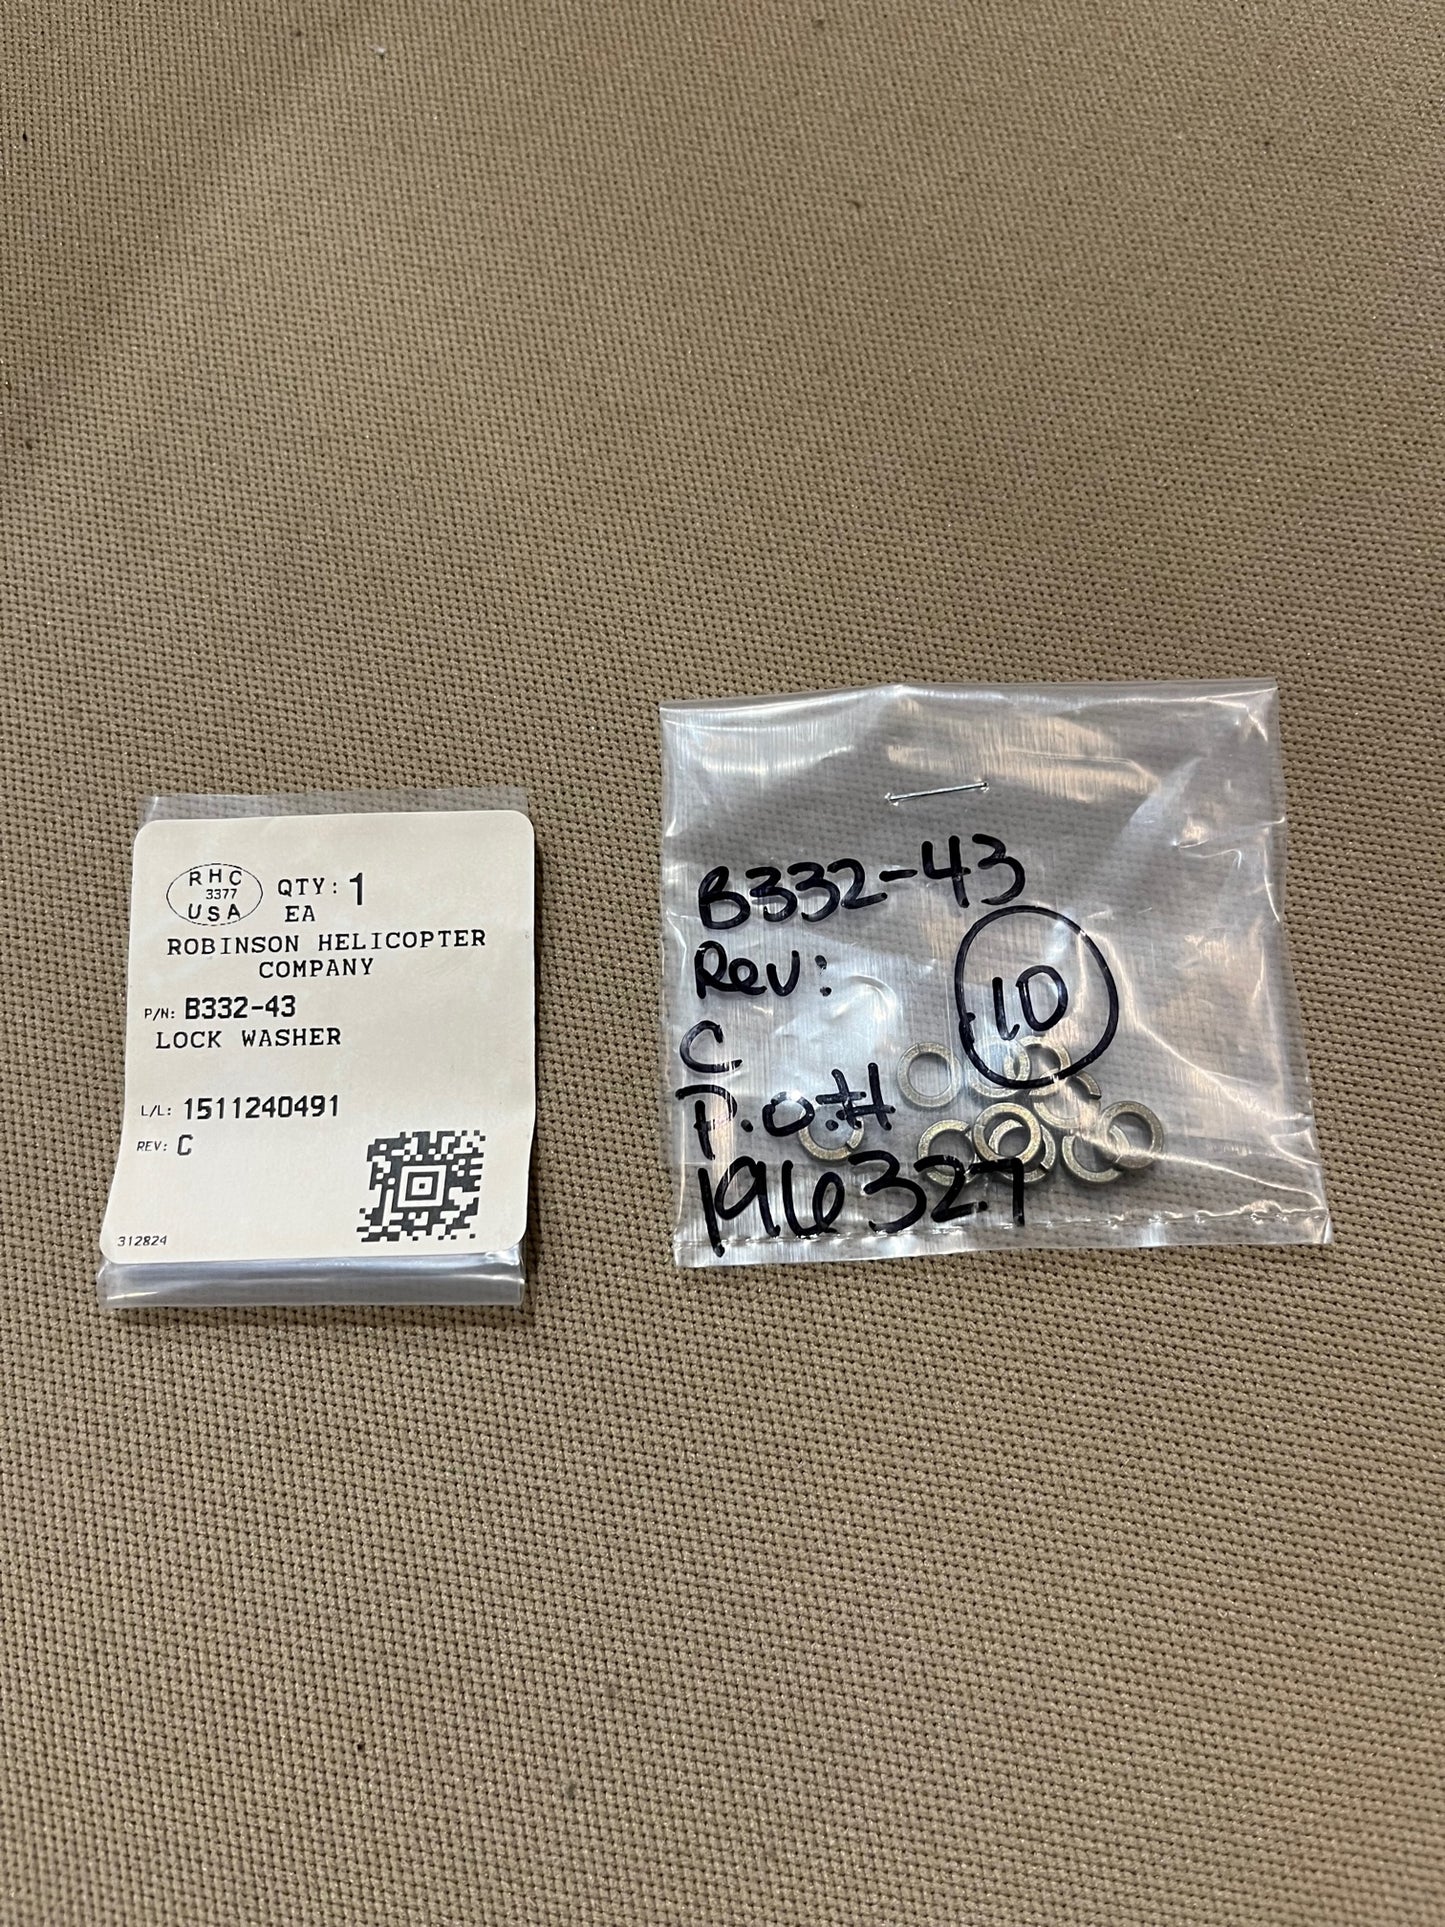 RHC
3377
USA
QTY: 1
EA
ROBINSON HELICOPTER
COMPANY
P/N: B332-43
LOCK WASHER
L/L: 1511240491
REV: C
312824
B332-43
Rev:
C
10
P.O.#
196327